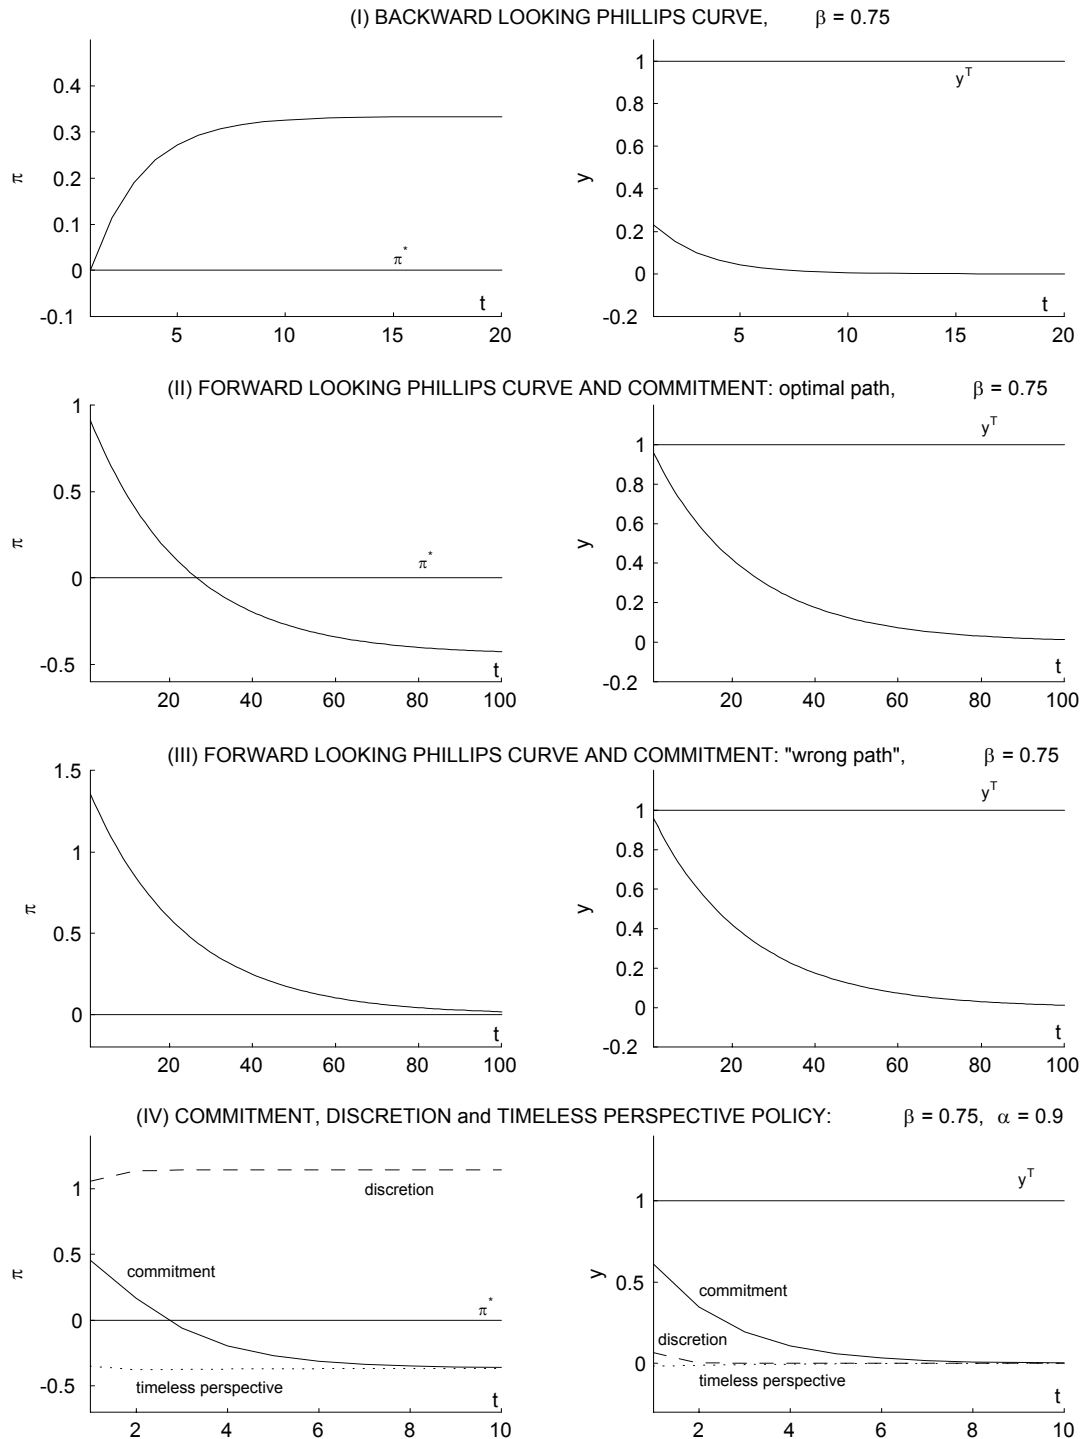 (I) BACKWARD LOOKING PHILLIPS CURVE, β = 0.75
0.4
0.3
0.2
0.1
0
-0.1
π
π*
t
5 10 15 20
1
0.8
0.6
0.4
0.2
0
-0.2
y
y^T
t
5 10 15 20
(II) FORWARD LOOKING PHILLIPS CURVE AND COMMITMENT: optimal path, β = 0.75
1
0.5
0
-0.5
π
π*
t
20 40 60 80 100
y^T
1
0.8
0.6
0.4
0.2
0
-0.2
y
t
20 40 60 80 100
(III) FORWARD LOOKING PHILLIPS CURVE AND COMMITMENT: "wrong path", β = 0.75
1.5
1
0.5
0
π
t
20 40 60 80 100
y^T
1
0.8
0.6
0.4
0.2
0
-0.2
y
t
20 40 60 80 100
(IV) COMMITMENT, DISCRETION and TIMELESS PERSPECTIVE POLICY: β = 0.75, α = 0.9
1
0.5
0
-0.5
π
discretion
commitment
π*
timeless perspective
t
2 4 6 8 10
y^T
1
0.5
0
y
commitment
discretion
timeless perspective
t
2 4 6 8 10